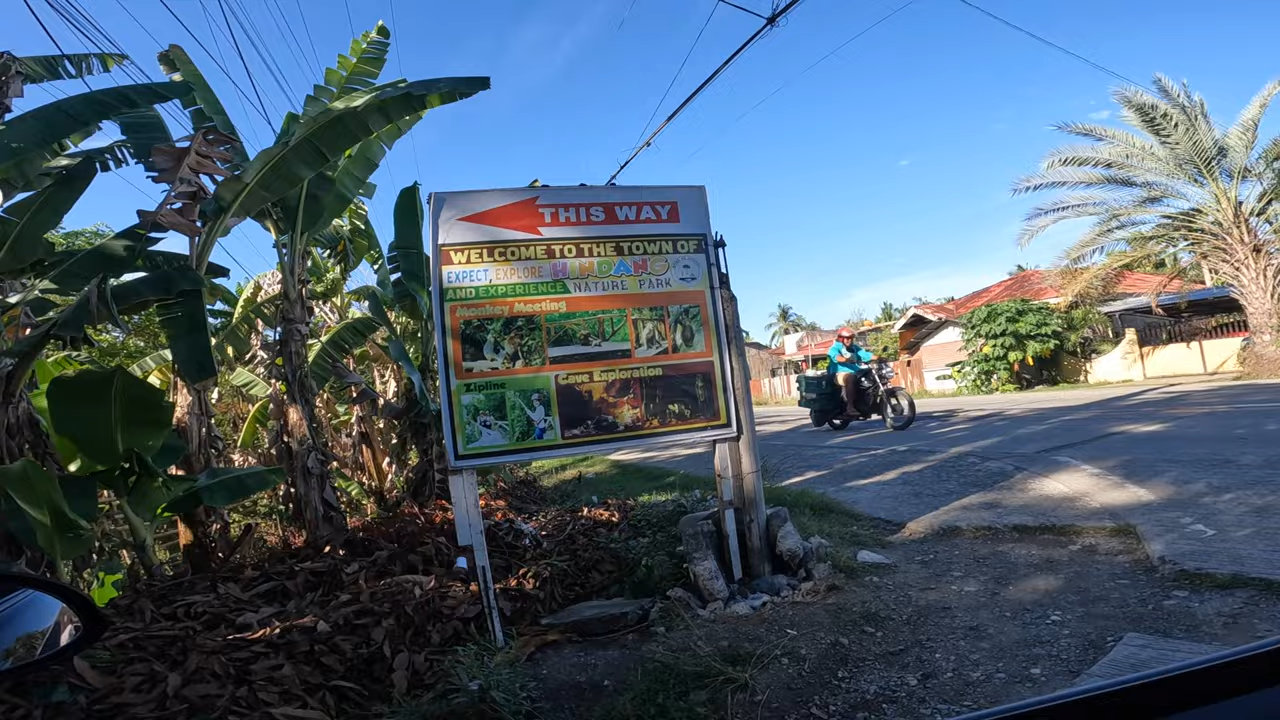 THIS WAY
WELCOME TO THE TOWN OF
EXPECT, EXPLORE HINDANG
AND EXPERIENCE NATURE PARK
Monkey Meeting
Zipline Cave Exploration